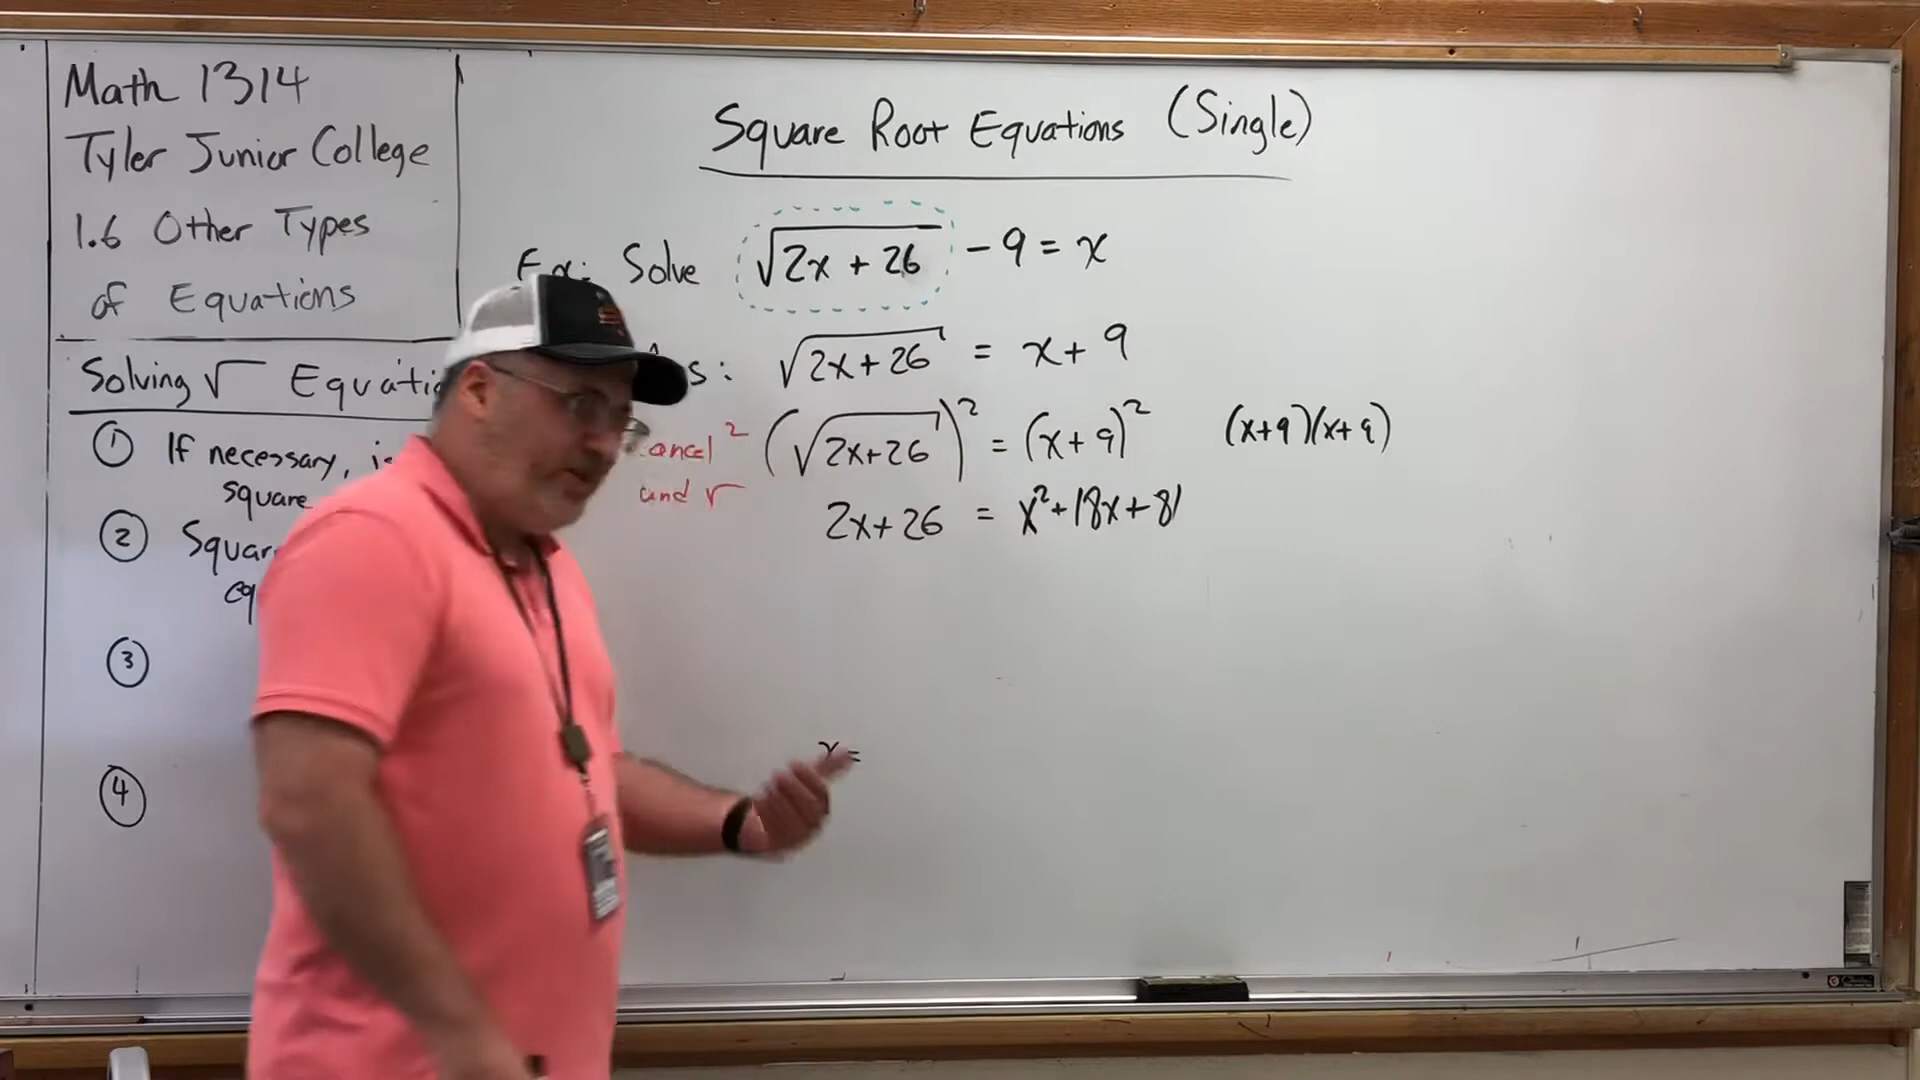 Math 1314
Tyler Junior College
1.6 Other Types
of Equations
Solving √ 
① If necessary,
square
②
③
④
Square Root Equations (Single)
Ex: Solve √(2x + 26) - 9 = x
√(2x+26) = x + 9
(√(2x+26))² = (x+9)² (x+9)(x+9)
and √
2x+26 = x²+18x+81
x =